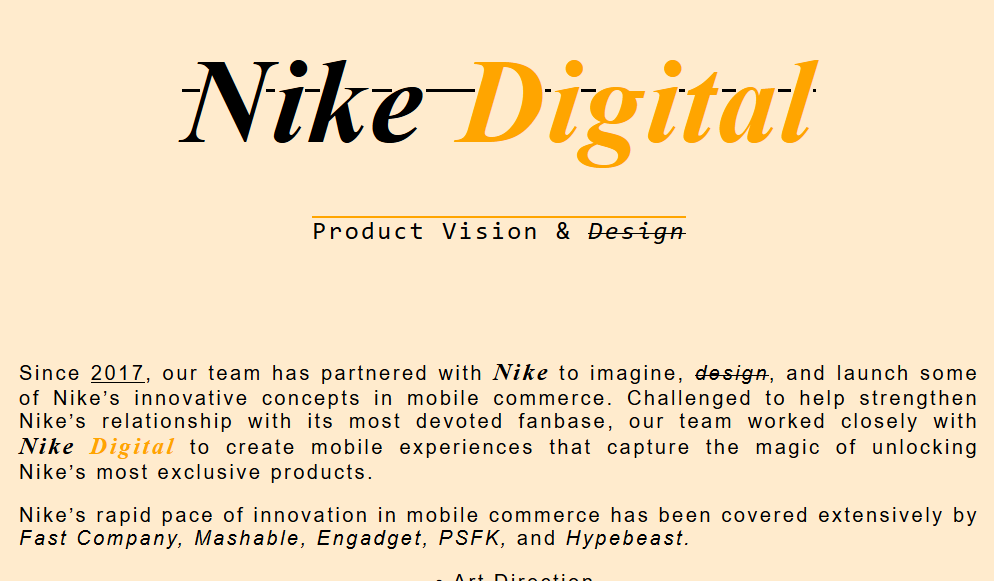 Nike Digital
Product Vision & Design
Since 2017, our team has partnered with Nike to imagine, design, and launch some
of Nike’s innovative concepts in mobile commerce. Challenged to help strengthen
Nike’s relationship with its most devoted fanbase, our team worked closely with
Nike Digital to create mobile experiences that capture the magic of unlocking
Nike’s most exclusive products.
Nike’s rapid pace of innovation in mobile commerce has been covered extensively by
Fast Company, Mashable, Engadget, PSFK, and Hypebeast.
• Art Direction